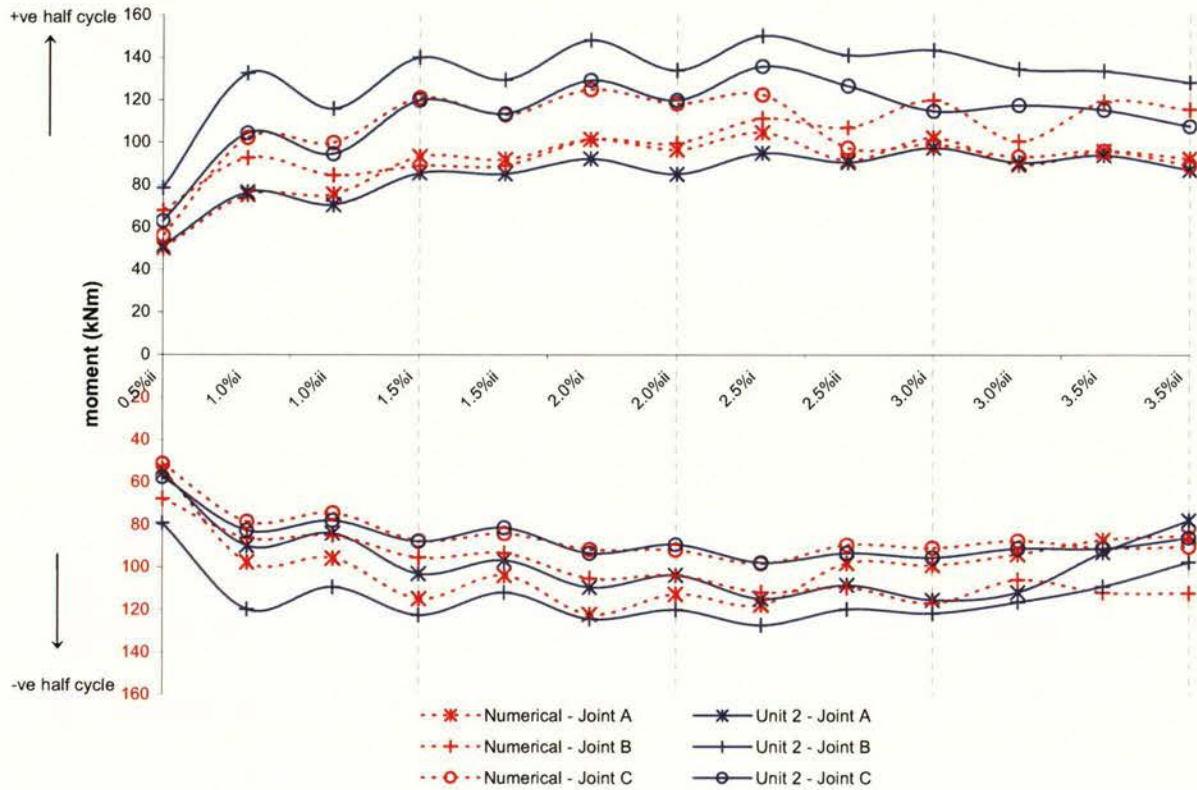 +ve half cycle
160
140
120
100
80
60
40
20
0
20
40
60
80
100
120
140
160
moment (kNm)
0.5%ii
1.0%i
1.0%ii
1.5%i
1.5%ii
2.0%i
2.0%ii
2.5%i
2.5%ii
3.0%i
3.0%ii
3.5%i
3.5%ii
-ve half cycle
Numerical - Joint A
Unit 2 - Joint A
Numerical - Joint B
Unit 2 - Joint B
Numerical - Joint C
Unit 2 - Joint C